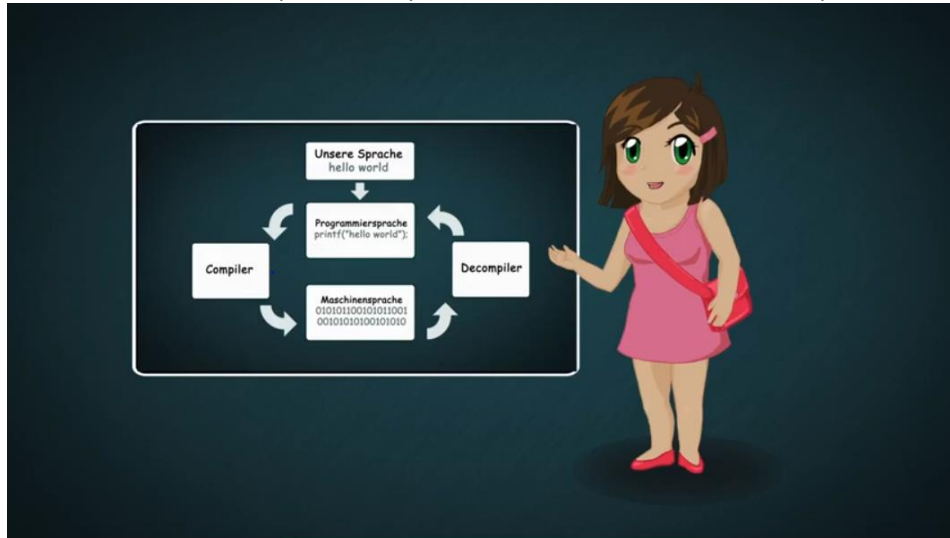 Unsere Sprache
hello world
Programmiersprache
printf("hello world");
Compiler
Decompiler
Maschinensprache
010101100101011001
00101010100101010